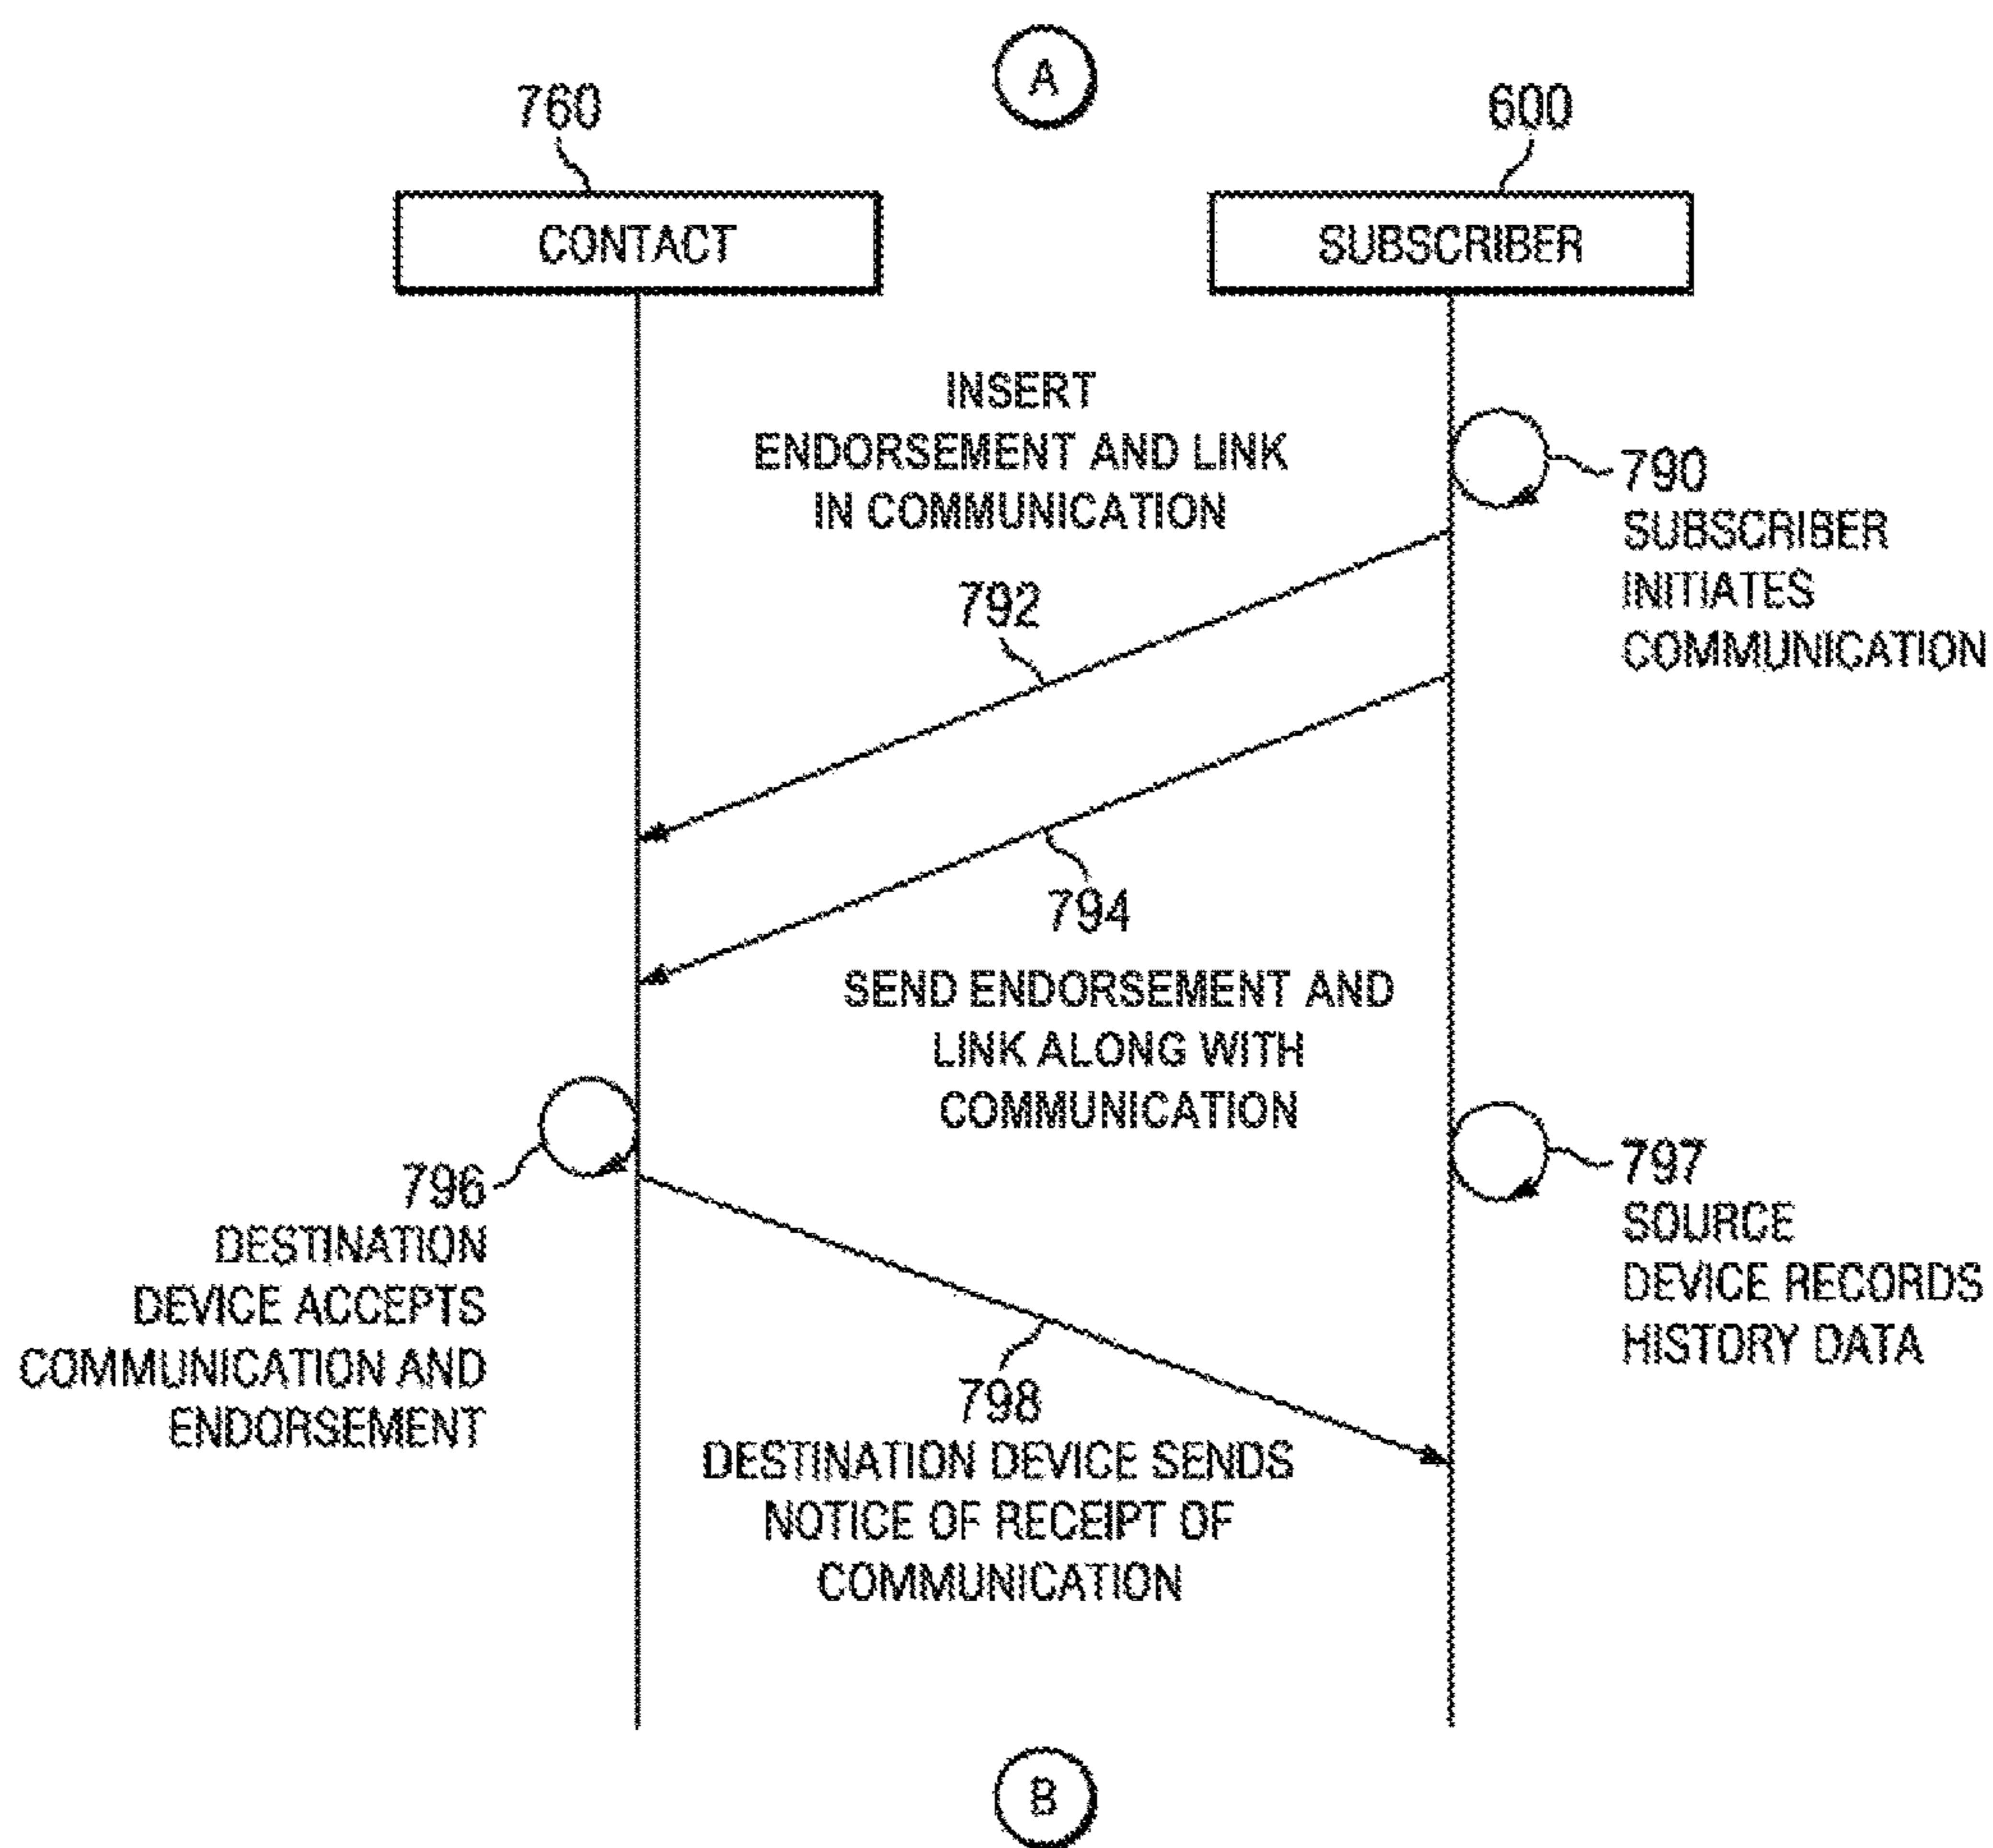 A
760
600
CONTACT
SUBSCRIBER
INSERT
ENDORSEMENT AND LINK
IN COMMUNICATION
790
SUBSCRIBER
INITIATES
COMMUNICATION
792
794
SEND ENDORSEMENT AND
LINK ALONG WITH
COMMUNICATION
796
DESTINATION
DEVICE ACCEPTS
COMMUNICATION AND
ENDORSEMENT
797
SOURCE
DEVICE RECORDS
HISTORY DATA
798
DESTINATION DEVICE SENDS
NOTICE OF RECEIPT OF
COMMUNICATION
B